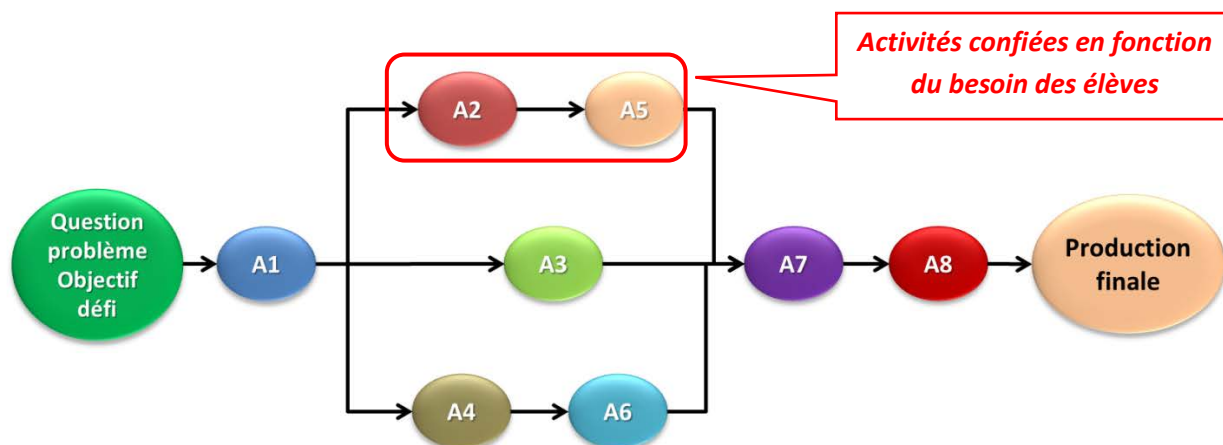 Activités confiées en fonction
du besoin des élèves
A2
A5
Question
problème
Objectif
défi
A1
A3
A7
A8
Production
finale
A4
A6